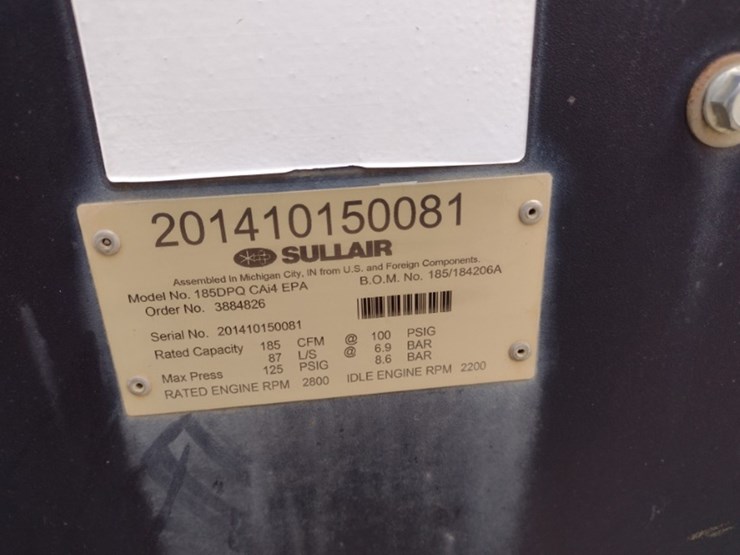 201410150081
SULLAIR
Assembled In Michigan City, IN from U.S. and Foreign Components.
Model No. 185DPQ CAi4 EPA B.O.M. No. 185/184206A
Order No. 3884826
Serial No. 201410150081
Rated Capacity 185 CFM @ 100 PSIG
87 L/S @ 6.9 BAR
Max Press 125 PSIG 8.6 BAR
RATED ENGINE RPM 2800 IDLE ENGINE RPM 2200